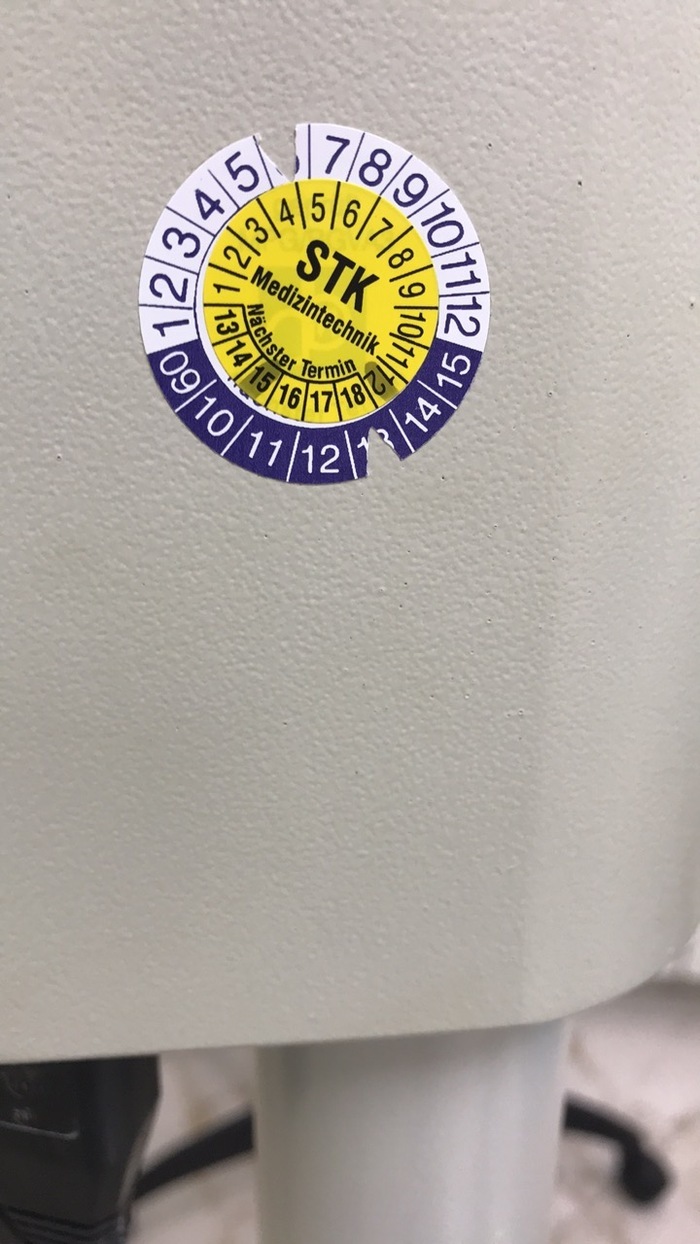 1 2 3 4 5 7 8 9 10 11 12
09 10 11 12 13 14 15
1 2 3 4 5 6 7 8 9 10 11 12
STK
Medizintechnik
Nächster Termin
13 14 15 16 17 18